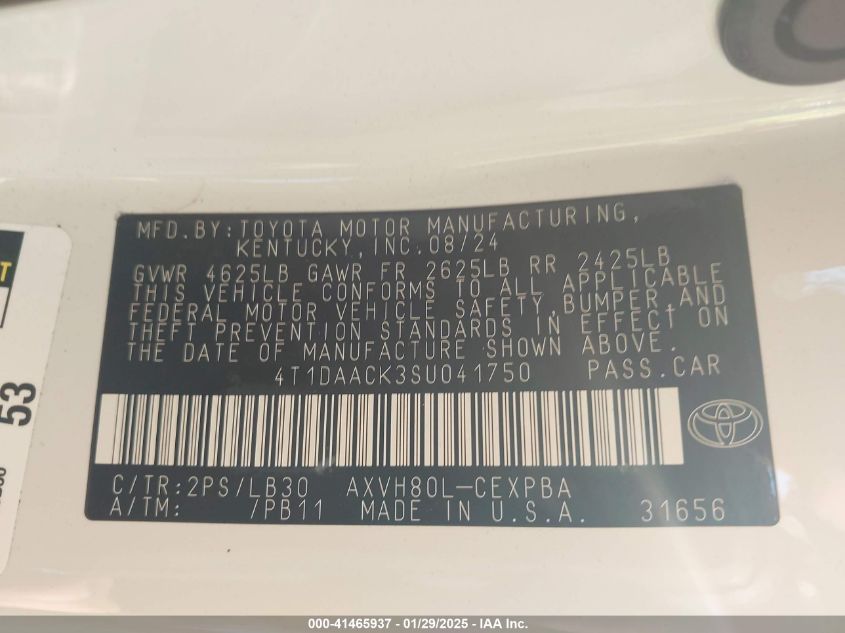 MFD.BY:TOYOTA MOTOR MANUFACTURING,
KENTUCKY,INC.08/24
GVWR 4625LB GAWR FR 2625LB RR 2425LB
THIS VEHICLE CONFORMS TO ALL APPLICABLE
FEDERAL MOTOR VEHICLE SAFETY,BUMPER,AND
THEFT PREVENTION STANDARDS IN EFFECT ON
THE DATE OF MANUFACTURE SHOWN ABOVE.
4T1DAACK3SU041750 PASS.CAR
C/TR:2PS/LB30 AXVH80L-CEXPBA
A/TM: /PB11 MADE IN U.S.A. 31656
53
000-41465937 - 01/29/2025 - IAA Inc.